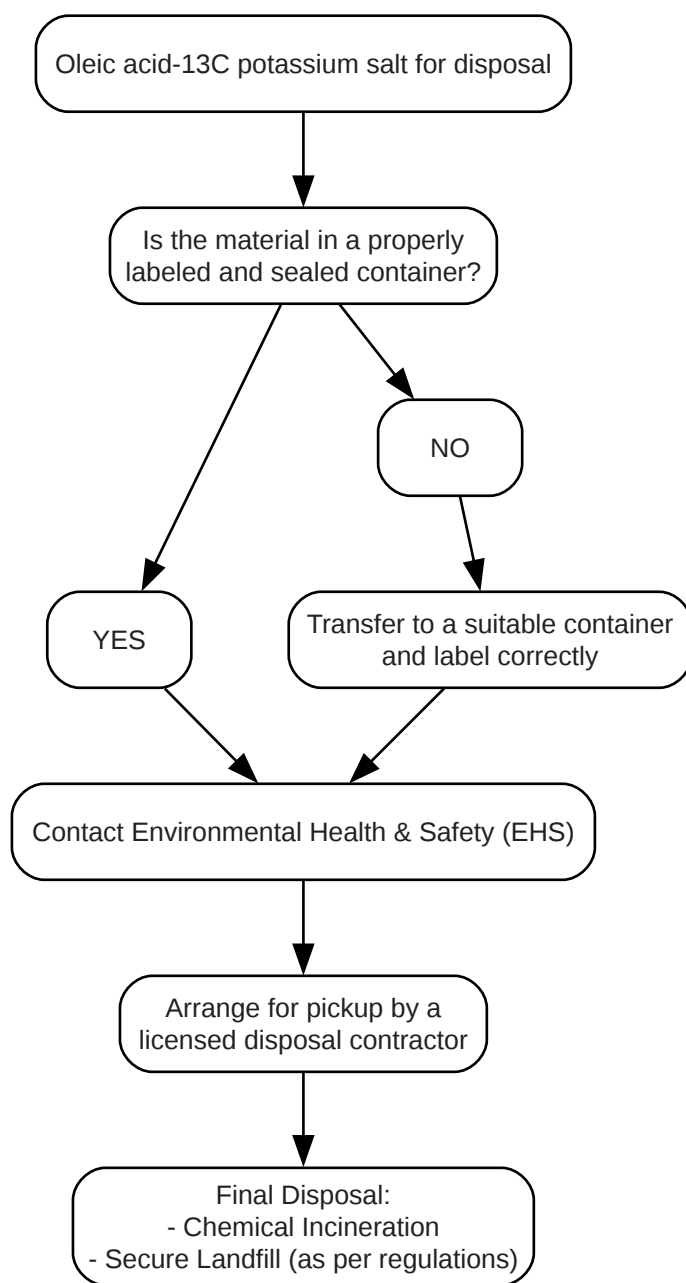 Oleic acid-13C potassium salt for disposal
Is the material in a properly
labeled and sealed container?
NO
YES
Transfer to a suitable container
and label correctly
Contact Environmental Health & Safety (EHS)
Arrange for pickup by a
licensed disposal contractor
Final Disposal:
- Chemical Incineration
- Secure Landfill (as per regulations)